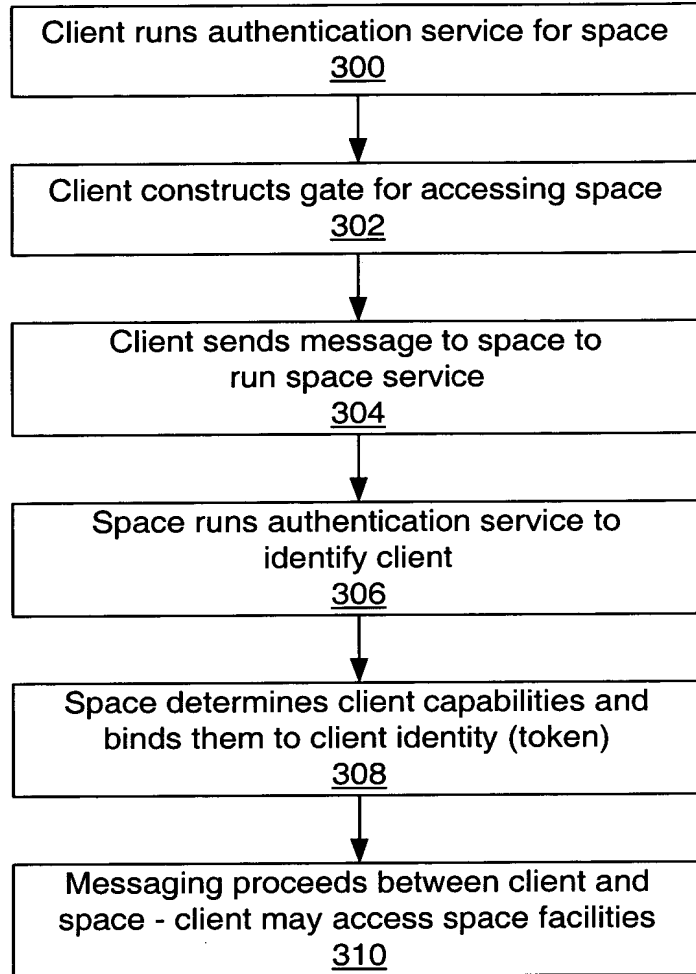 Client runs authentication service for space
300
Client constructs gate for accessing space
302
Client sends message to space to
run space service
304
Space runs authentication service to
identify client
306
Space determines client capabilities and
binds them to client identity (token)
308
Messaging proceeds between client and
space - client may access space facilities
310